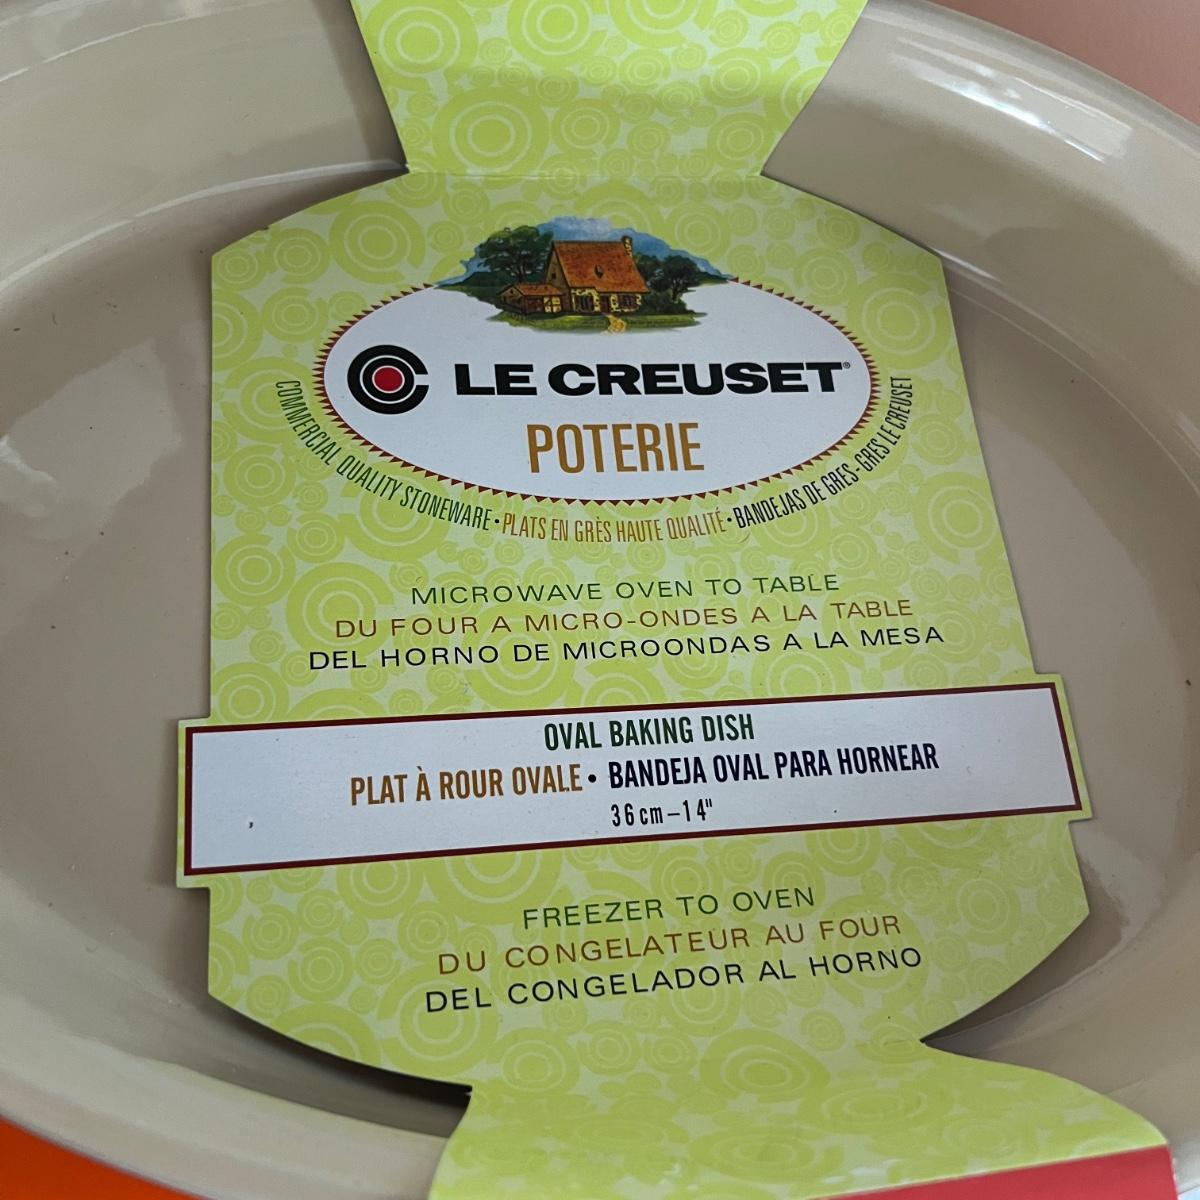 LE CREUSET®
POTERIE
COMMERCIAL QUALITY STONEWARE • PLATS EN GRÈS HAUTE QUALITÉ • BANDEJAS DE GRES - GRES LE CREUSET
MICROWAVE OVEN TO TABLE
DU FOUR A MICRO-ONDES A LA TABLE
DEL HORNO DE MICROONDAS A LA MESA
OVAL BAKING DISH
PLAT À ROUR OVALE • BANDEJA OVAL PARA HORNEAR
36cm–14"
FREEZER TO OVEN
DU CONGELATEUR AU FOUR
DEL CONGELADOR AL HORNO